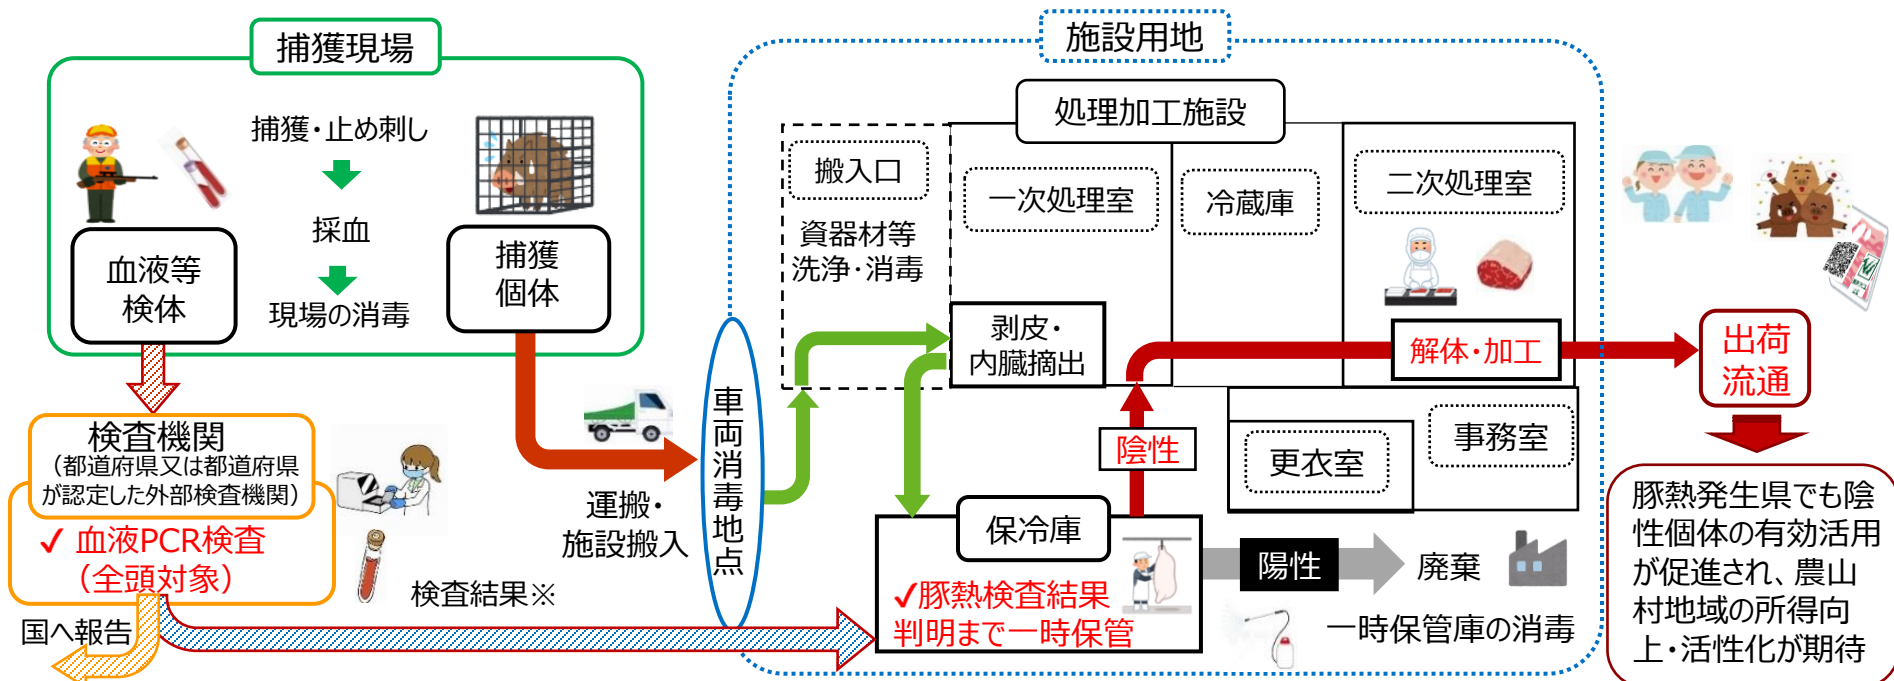 捕獲現場
捕獲・止め刺し
採血
現場の消毒
血液等
検体
捕獲
個体
検査機関
（都道府県又は都道府県
が認定した外部検査機関）
✓ 血液PCR検査
（全頭対象）
国へ報告
検査結果※
運搬・
施設搬入
車両消毒地点
施設用地
処理加工施設
搬入口
資器材等
洗浄・消毒
一次処理室
剥皮・
内臓摘出
冷蔵庫
二次処理室
解体・加工
陰性
更衣室
事務室
保冷庫
✓豚熱検査結果
判明まで一時保管
陽性
廃棄
一時保管庫の消毒
出荷
流通
豚熱発生県でも陰
性個体の有効活用
が促進され、農山
村地域の所得向
上・活性化が期待